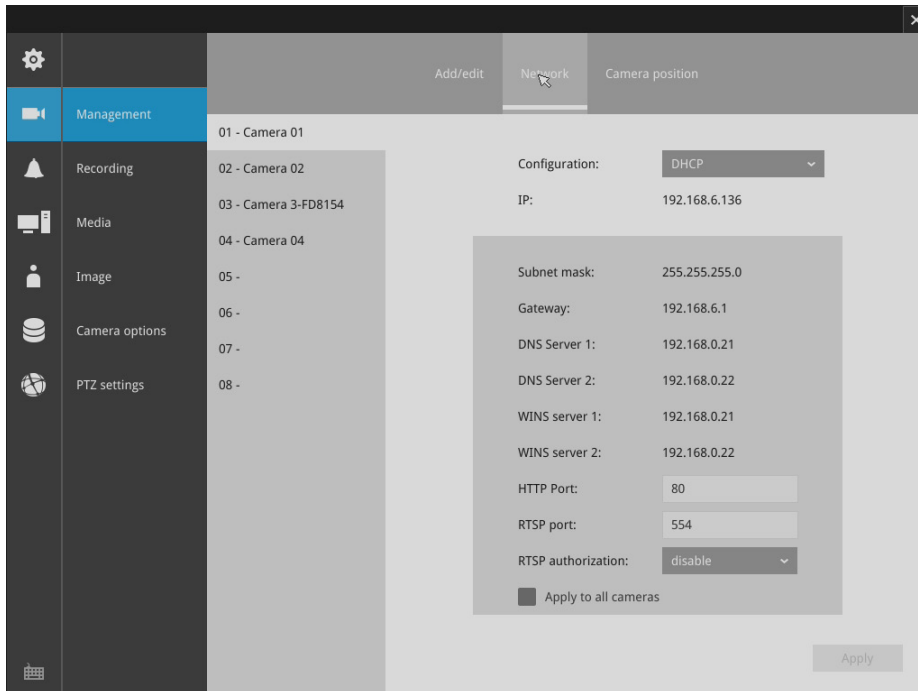 Add/edit Network Camera position
Management
Recording
Media
Image
Camera options
PTZ settings
01 - Camera 01
02 - Camera 02
03 - Camera 3-FD8154
04 - Camera 04
05 -
06 -
07 -
08 -
Configuration: DHCP
IP: 192.168.6.136
Subnet mask: 255.255.255.0
Gateway: 192.168.6.1
DNS Server 1: 192.168.0.21
DNS Server 2: 192.168.0.22
WINS server 1: 192.168.0.21
WINS server 2: 192.168.0.22
HTTP Port: 80
RTSP port: 554
RTSP authorization: disable
Apply to all cameras
Apply